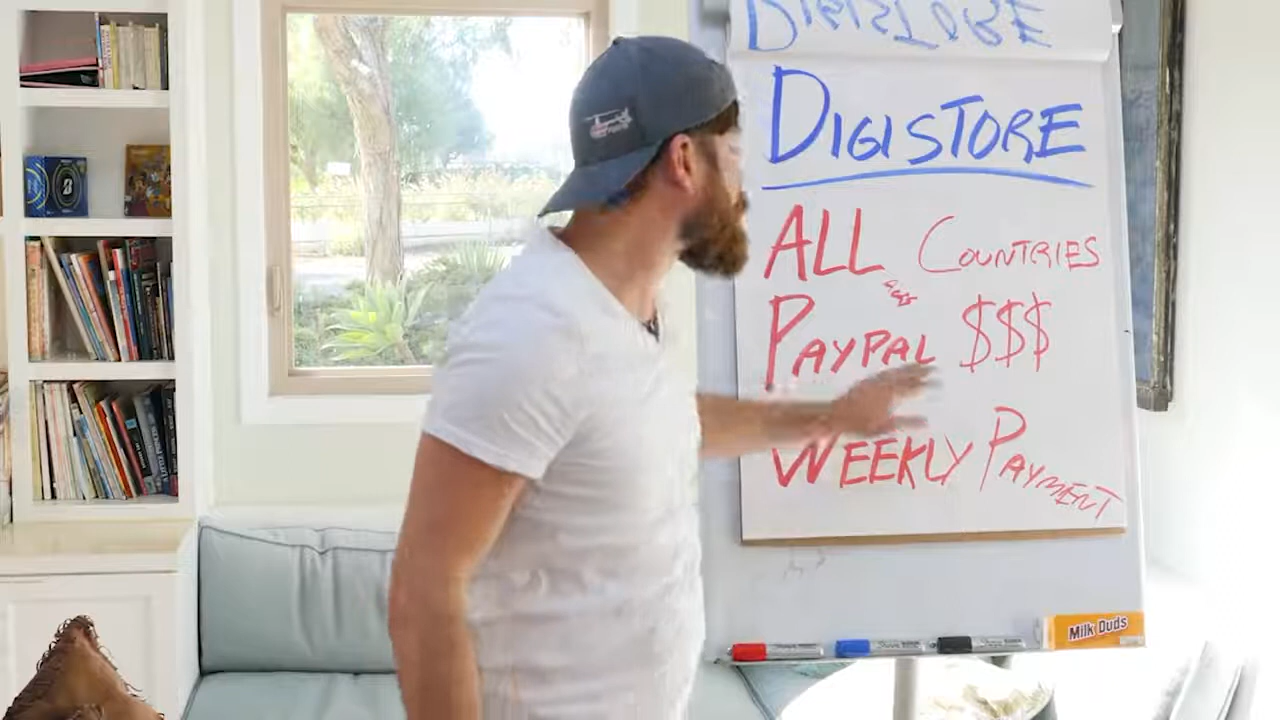 DIGISTORE
DIGISTORE
ALL COUNTRIES
PAYPAL $$$
WEEKLY PAYMENT
Milk Duds
B